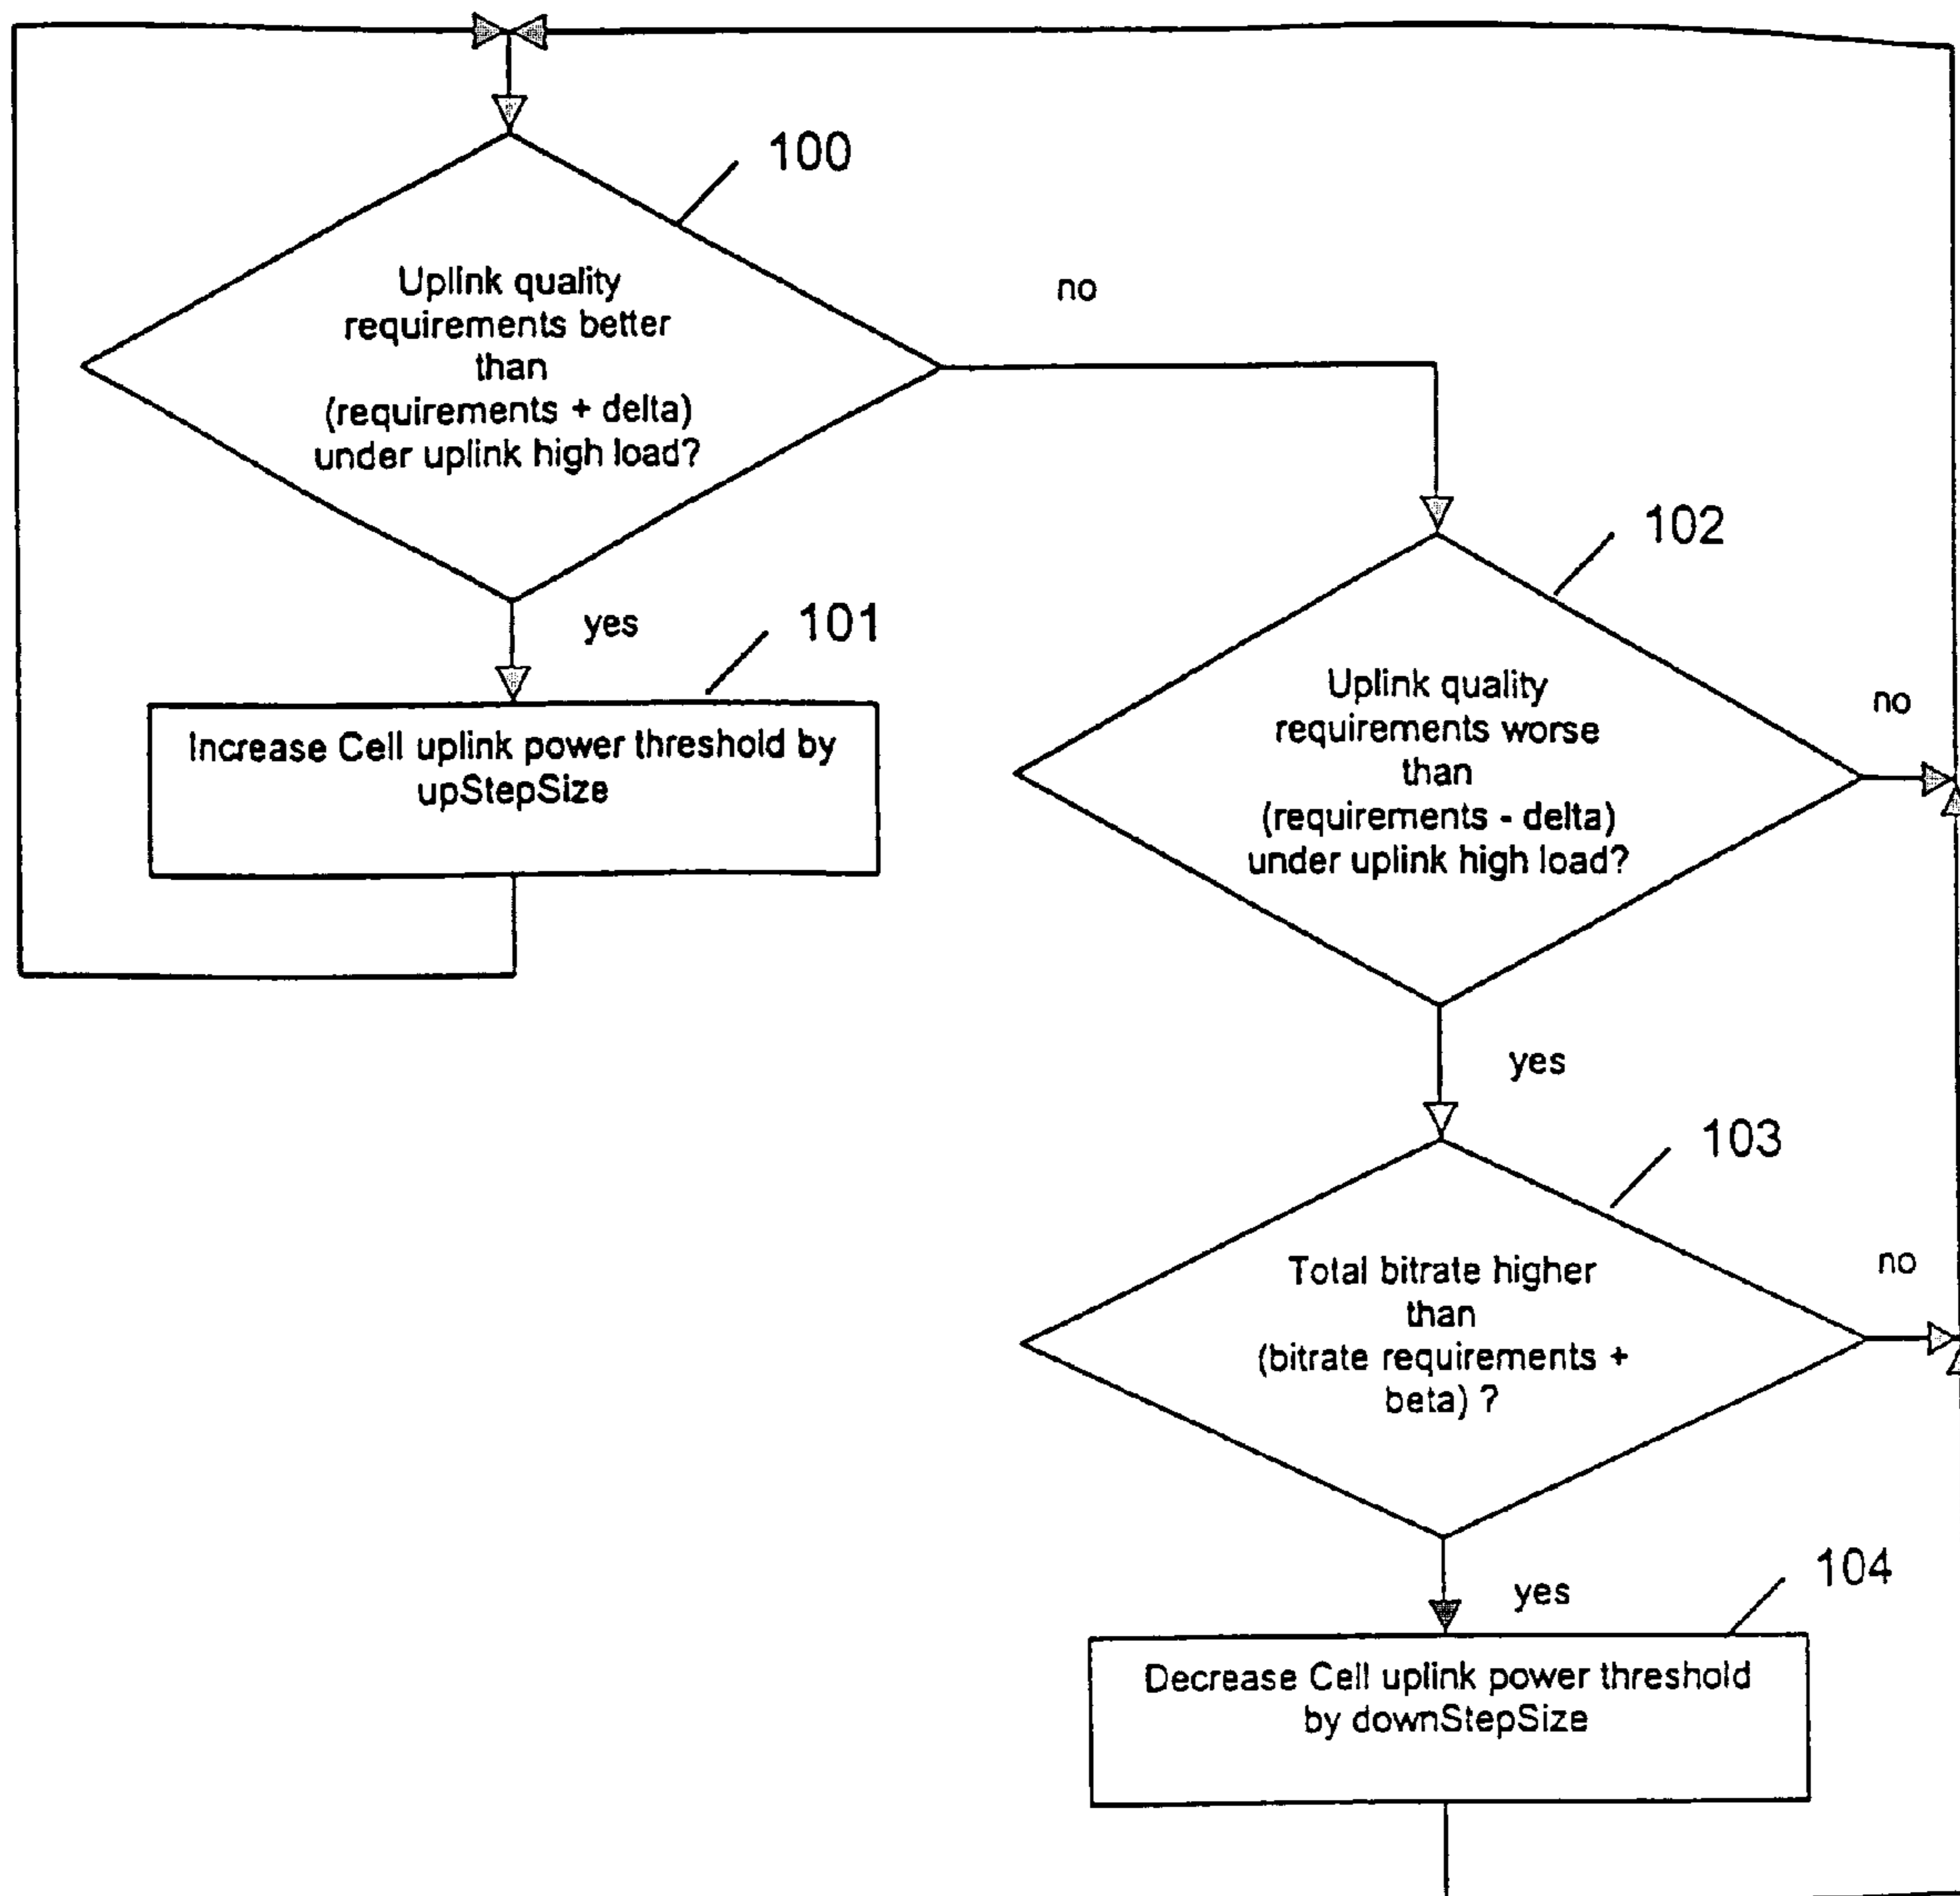 100
Uplink quality
requirements better
than
(requirements + delta)
under uplink high load?
no
yes
101
Increase Cell uplink power threshold by
upStepSize
102
Uplink quality
requirements worse
than
(requirements - delta)
under uplink high load?
no
yes
103
Total bitrate higher
than
(bitrate requirements +
beta) ?
no
yes
104
Decrease Cell uplink power threshold
by downStepSize